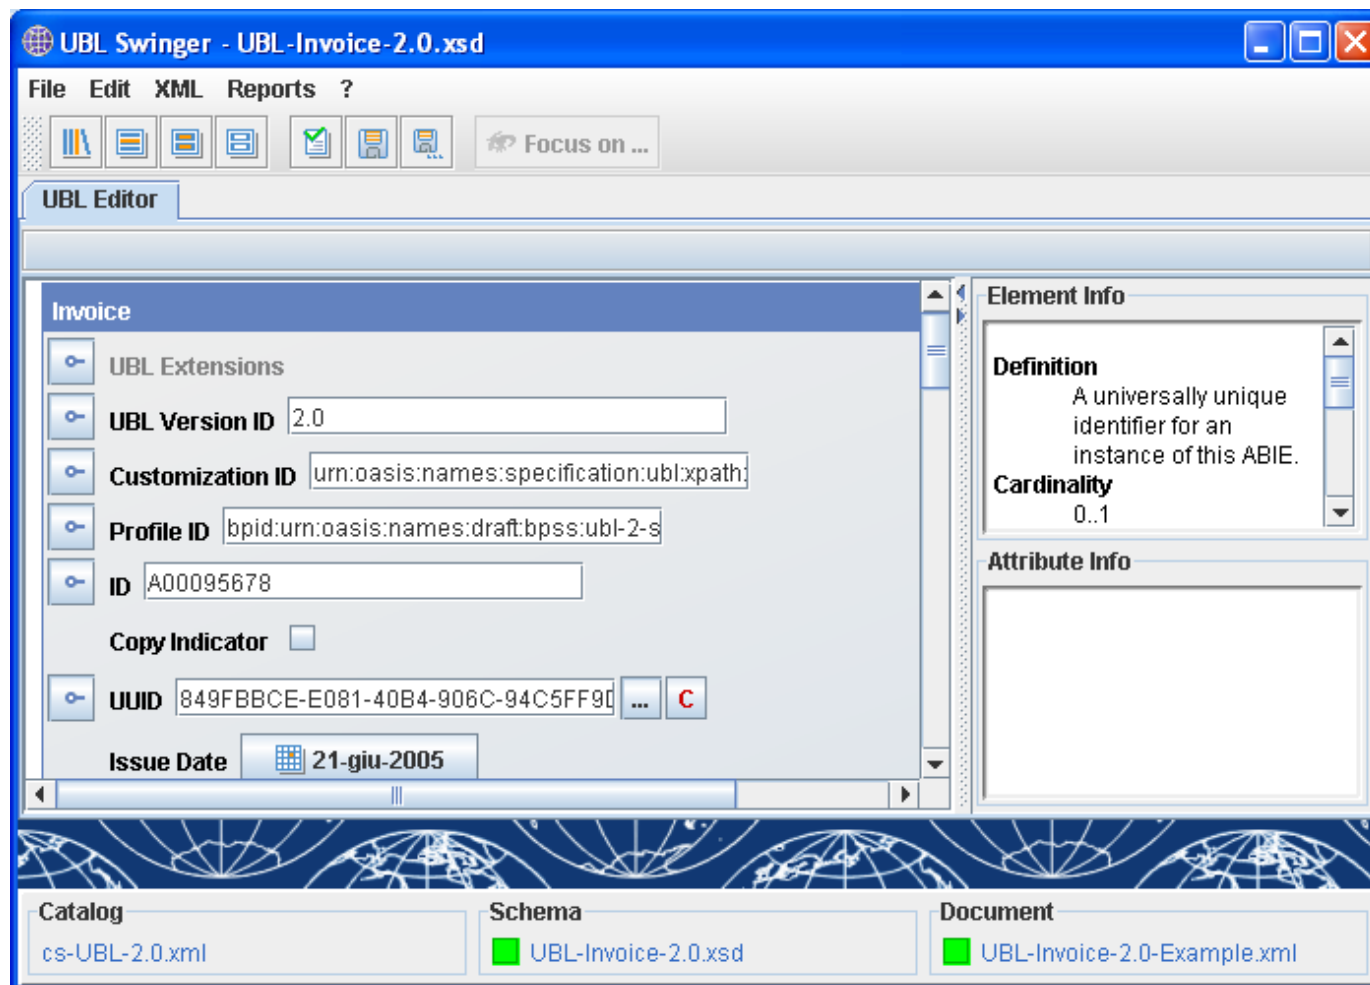 UBL Swinger - UBL-Invoice-2.0.xsd
File Edit XML Reports ?
Focus on ...
UBL Editor
Invoice
UBL Extensions
UBL Version ID 2.0
Customization ID urn:oasis:names:specification:ubl:xpath:
Profile ID bpid:urn:oasis:names:draft:bpss:ubl-2-s
ID A00095678
Copy Indicator
UUID 849FBBCE-E081-40B4-906C-94C5FF9D ... C
Issue Date 21-giu-2005
Element Info
Definition
A universally unique
identifier for an
instance of this ABIE.
Cardinality
0..1
Attribute Info
Catalog
cs-UBL-2.0.xml
Schema
UBL-Invoice-2.0.xsd
Document
UBL-Invoice-2.0-Example.xml